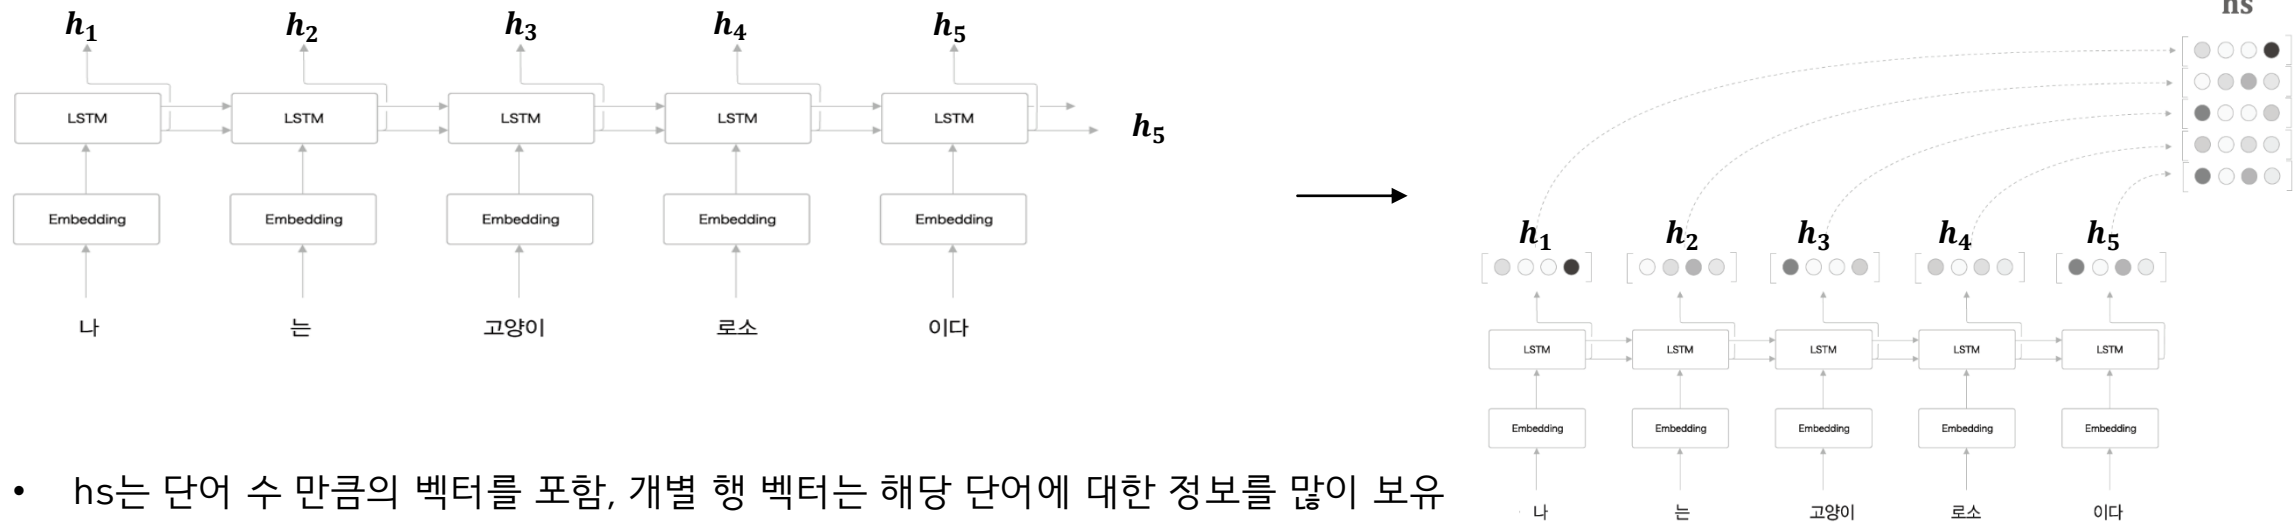 h₁ h₂ h₃ h₄ h₅
LSTM LSTM LSTM LSTM LSTM
h₅
Embedding Embedding Embedding Embedding Embedding
나 는 고양이 로소 이다
hs
h₁ h₂ h₃ h₄ h₅
LSTM LSTM LSTM LSTM LSTM
Embedding Embedding Embedding Embedding Embedding
나 는 고양이 로소 이다
• hs는 단어 수 만큼의 벡터를 포함, 개별 행 벡터는 해당 단어에 대한 정보를 많이 보유